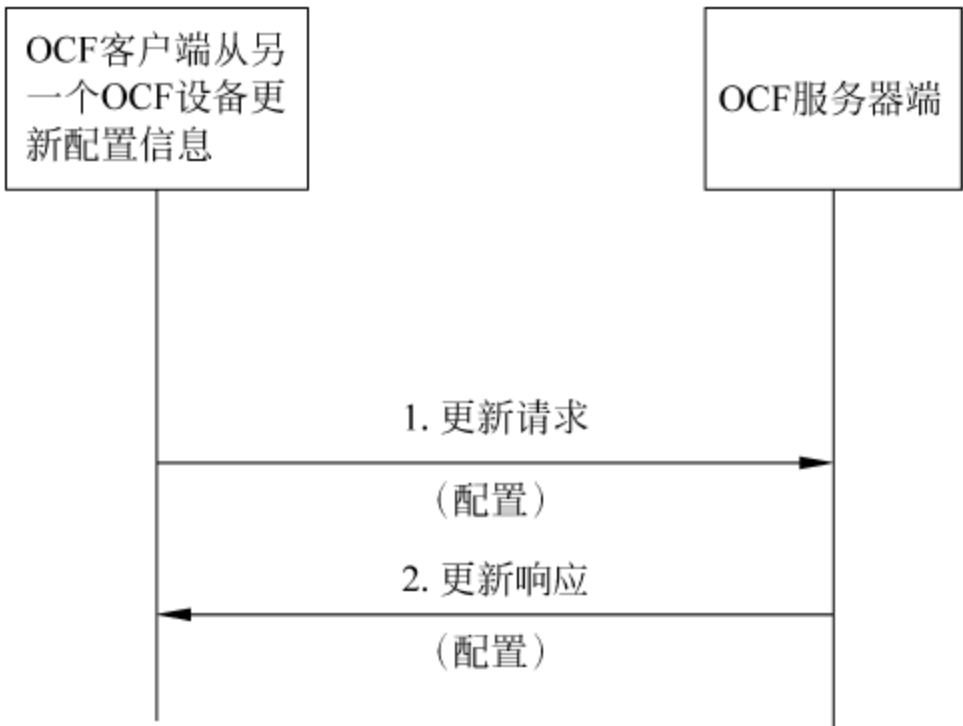 OCF客户端从另
一个OCF设备更
新配置信息
OCF服务器端
1. 更新请求
（配置）
2. 更新响应
（配置）